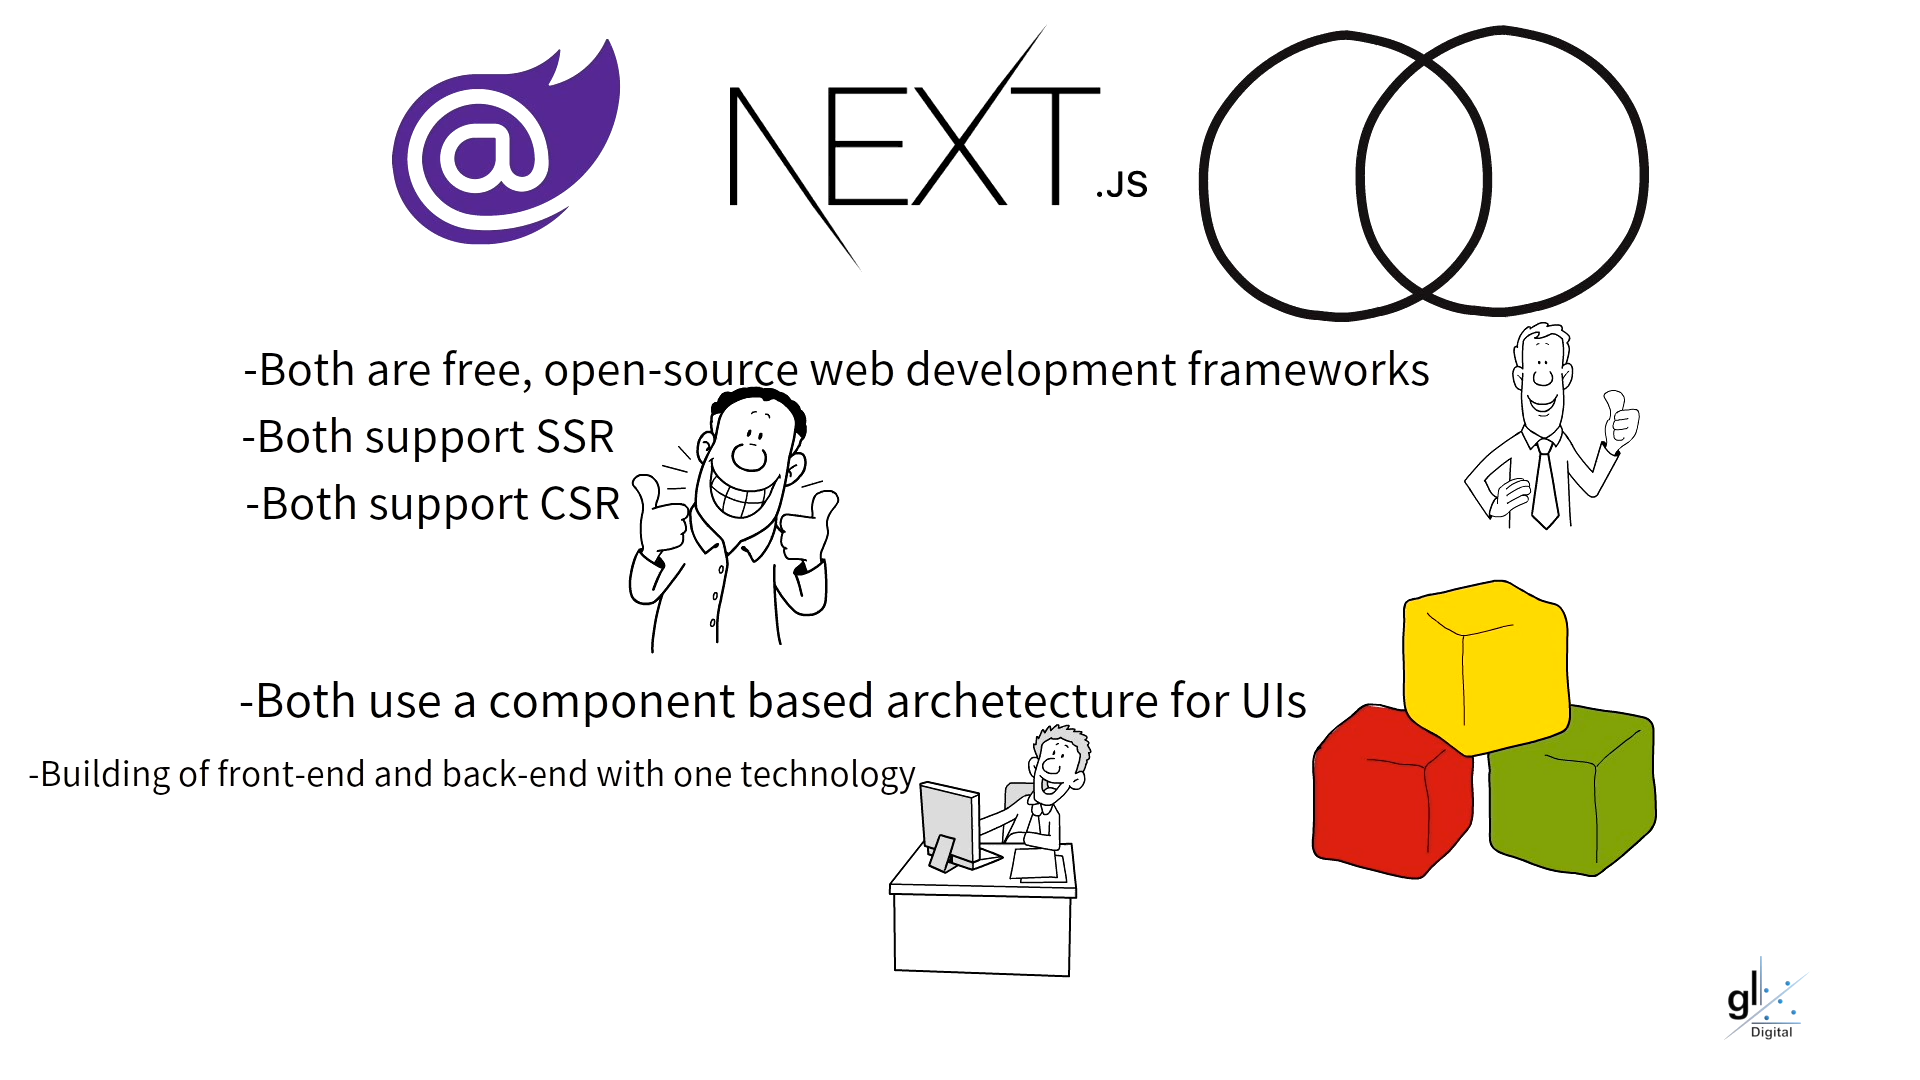 @
NEXT.JS
-Both are free, open-source web development frameworks
-Both support SSR
-Both support CSR
-Both use a component based archetecture for UIs
-Building of front-end and back-end with one technology
gl
Digital